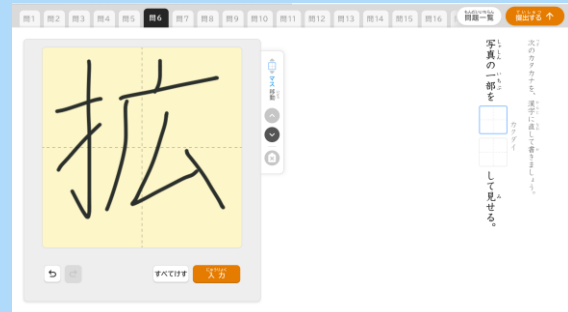 問1 問2 問3 問4 問5 問6 問7 問8 問9 問10 問11 問12 問13 問14 問15 問16
問題一覧
提出する
次のカタカナを、漢字に直して書きましょう。
カクダイ
写真の一部を
して見せる。
拡
マス移動
すべてけす
入力